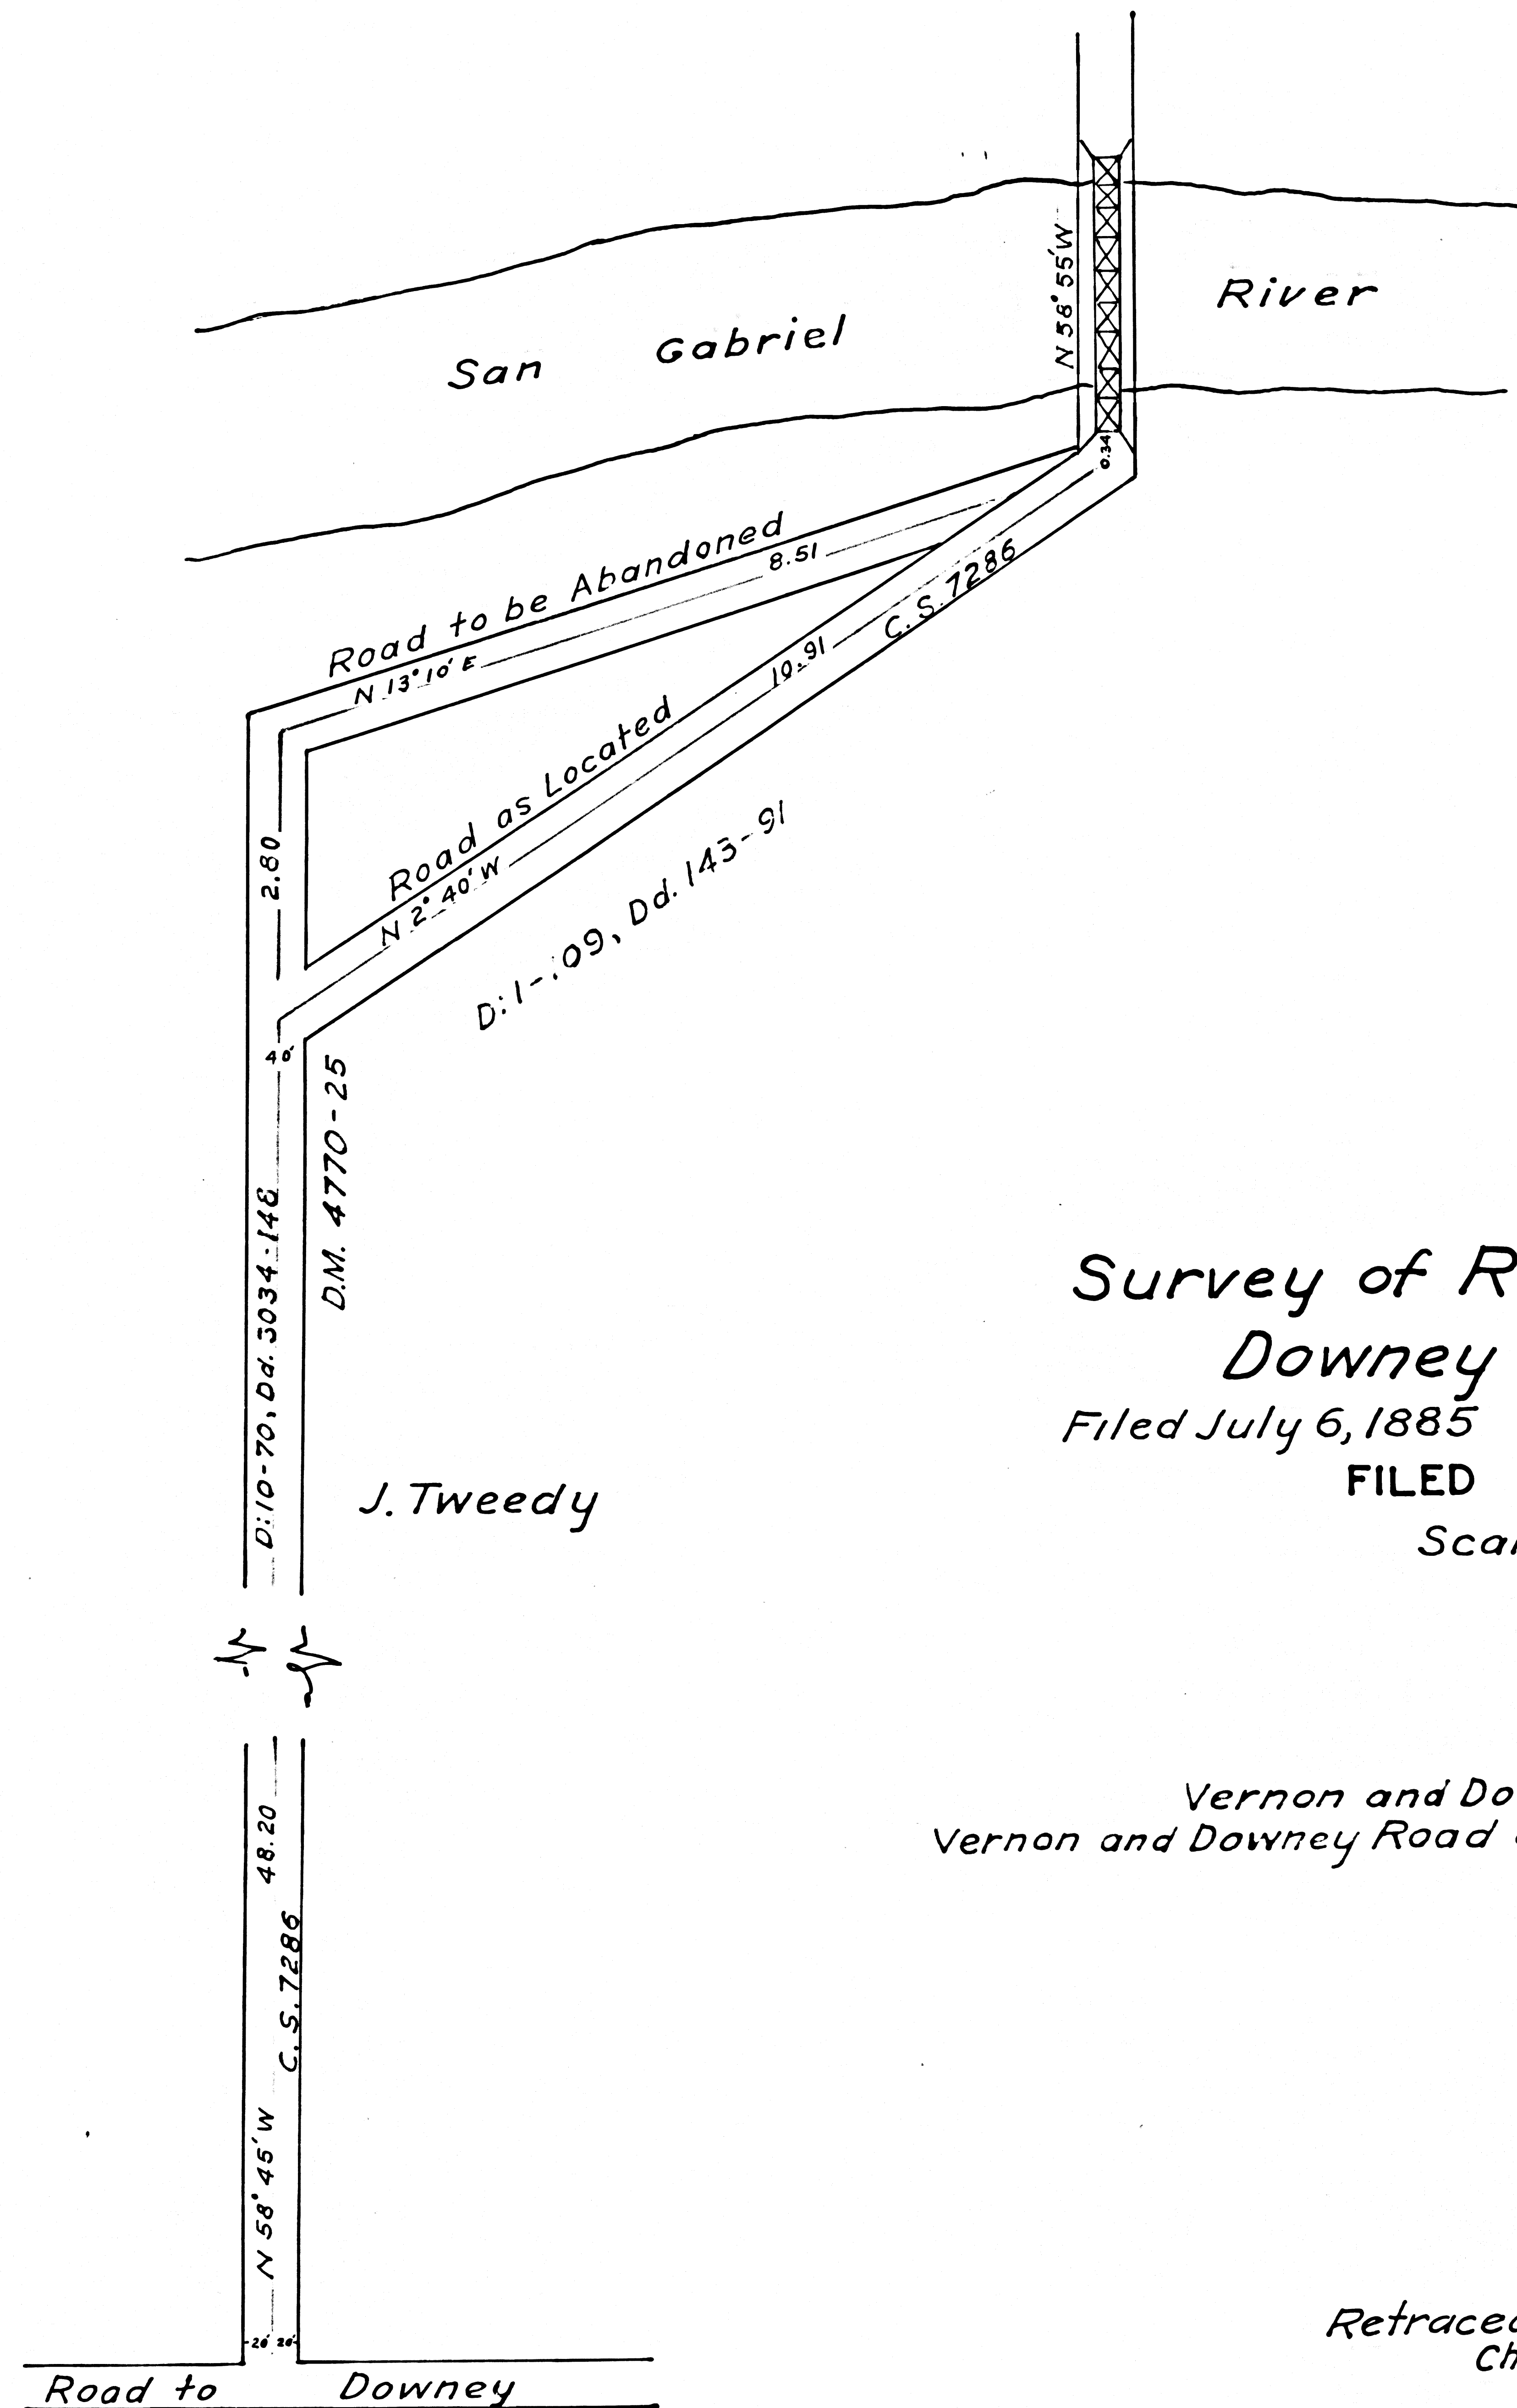 N 58° 55' W
River
San Gabriel
0.34
Road to be Abandoned
8.51
N 13° 10' E
C. S. 7286
10.91
Road as Located
N 2° 40' W
2.80
D:1-:09, Dd. 143-91
40'
D.M. 4770-25
D:10-70, Dd. 3034-148
Survey of R
Downey
Filed July 6, 1885
FILED
J. Tweedy
Scal
48.20
Vernon and Do
Vernon and Downey Road
C. S. 7286
N 58° 45' W
20' 20'
Retraced
Ch
Road to Downey